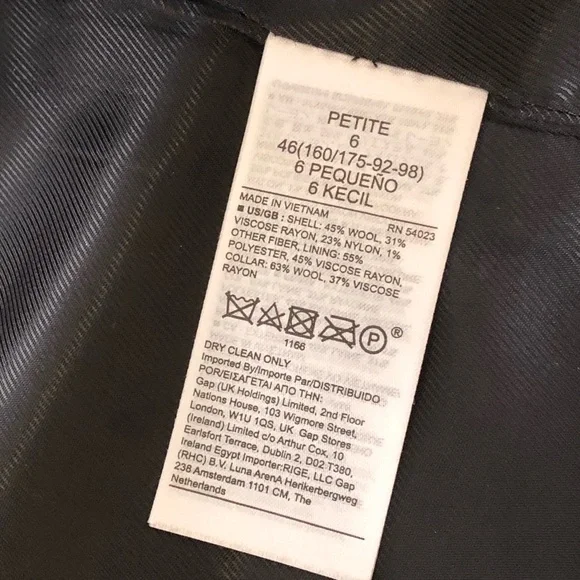 PETITE
6
46(160/175-92-98)
6 PEQUEÑO
6 KECIL
MADE IN VIETNAM RN 54023
■ US/GB : SHELL: 45% WOOL, 31%
VISCOSE RAYON, 23% NYLON, 1%
OTHER FIBER, LINING: 55%
POLYESTER, 45% VISCOSE RAYON,
COLLAR: 63% WOOL, 37% VISCOSE
RAYON
P ®
1166
DRY CLEAN ONLY
Imported By/Importe Par/DISTRIBUIDO
POR/ΕΙΣΑΓΕΤΑΙ ΑΠΟ ΤΗΝ:
Gap (UK Holdings) Limited, 2nd Floor
Nations House, 103 Wigmore Street,
London, W1U 1QS, UK. Gap Stores
(Ireland) Limited c/o Arthur Cox, 10
Earlsfort Terrace, Dublin 2, D02 T380,
Ireland Egypt Importer:RIGE, LLC Gap
(RHC) B.V. Luna ArenA Herikerbergweg
238 Amsterdam 1101 CM, The
Netherlands